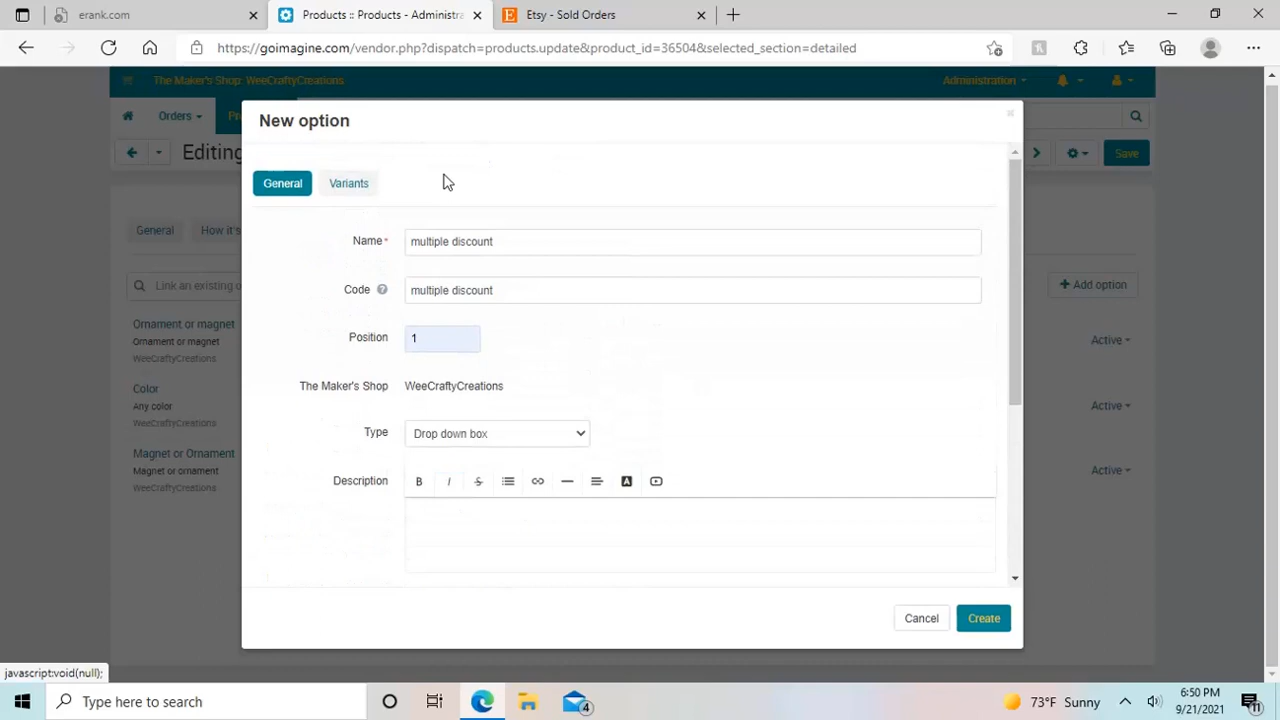 erank.com
Products :: Products - Administra
Etsy - Sold Orders
https://goimagine.com/vendor.php?dispatch=products.update&product_id=36504&selected_section=detailed
The Maker's Shop: WeeCraftyCreations
Administration
Orders
Pr
Editing
Save
New option
General
Variants
General
How it's
Name*
multiple discount
Link an existing o
Code
multiple discount
Add option
Ornament or magnet
Ornament or magnet
WeeCraftyCreations
Active
Position
1
Color
Any color
WeeCraftyCreations
Active
The Maker's Shop
WeeCraftyCreations
Type
Drop down box
Magnet or Ornament
Magnet or ornament
WeeCraftyCreations
Active
Description
B I S A
Cancel
Create
javascript:void(null);
Type here to search
4
73°F Sunny
6:50 PM
9/21/2021
11